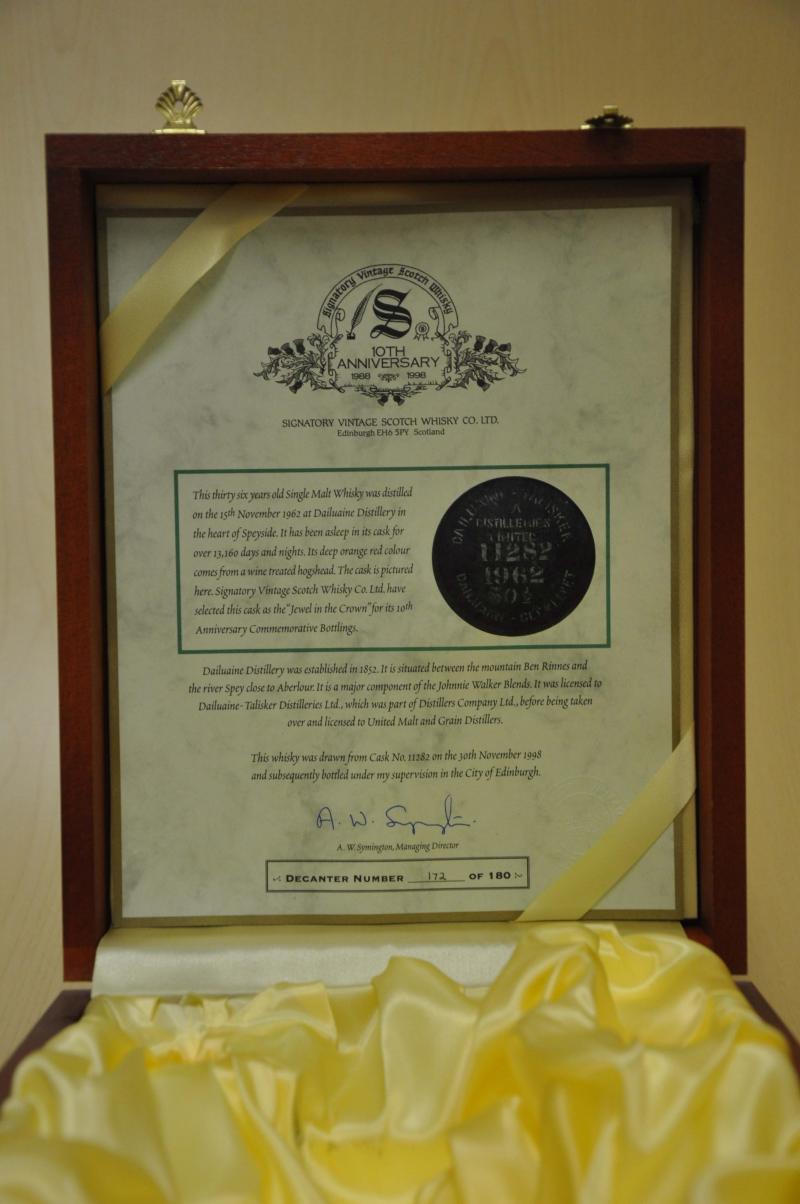 Signatory Vintage Scotch Whisky
S
10TH
ANNIVERSARY
1988 1998
SIGNATORY VINTAGE SCOTCH WHISKY CO. LTD.
Edinburgh EH6 5PY Scotland
This thirty six years old Single Malt Whisky was distilled
on the 15th November 1962 at Dailuaine Distillery in
the heart of Speyside. It has been asleep in its cask for
over 13,160 days and nights. Its deep orange red colour
comes from a wine treated hogshead. The cask is pictured
here. Signatory Vintage Scotch Whisky Co. Ltd. have
selected this cask as the "Jewel in the Crown" for its 10th
Anniversary Commemorative Bottlings.
DAILUAINE - TALISKER
DISTILLERIES
LIMITED
11282
1962
DAILUAINE - GLENLIVET
Dailuaine Distillery was established in 1852. It is situated between the mountain Ben Rinnes and
the river Spey close to Aberlour. It is a major component of the Johnnie Walker Blends. It was licensed to
Dailuaine-Talisker Distilleries Ltd., which was part of Distillers Company Ltd., before being taken
over and licensed to United Malt and Grain Distillers.
This whisky was drawn from Cask No. 11282 on the 30th November 1998
and subsequently bottled under my supervision in the City of Edinburgh.
A. W. Symington
A. W. Symington, Managing Director
DECANTER NUMBER 172 OF 180